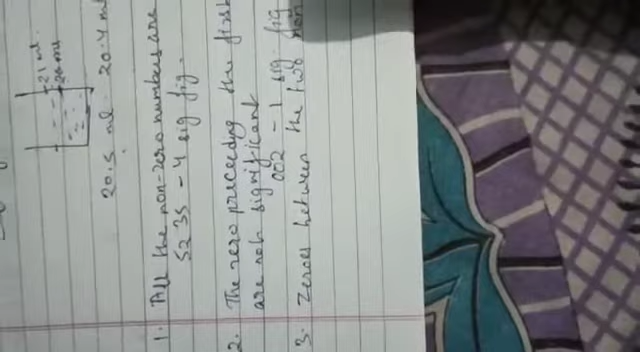 21 ml.
20 ml
20.5 ml 20.4 ml
1. All the non-zero numbers are
5235 - 4 sig fig.
2. The zero preceeding the first
are not significant
002 - 1 sig. fig
3. Zeroes between the two non